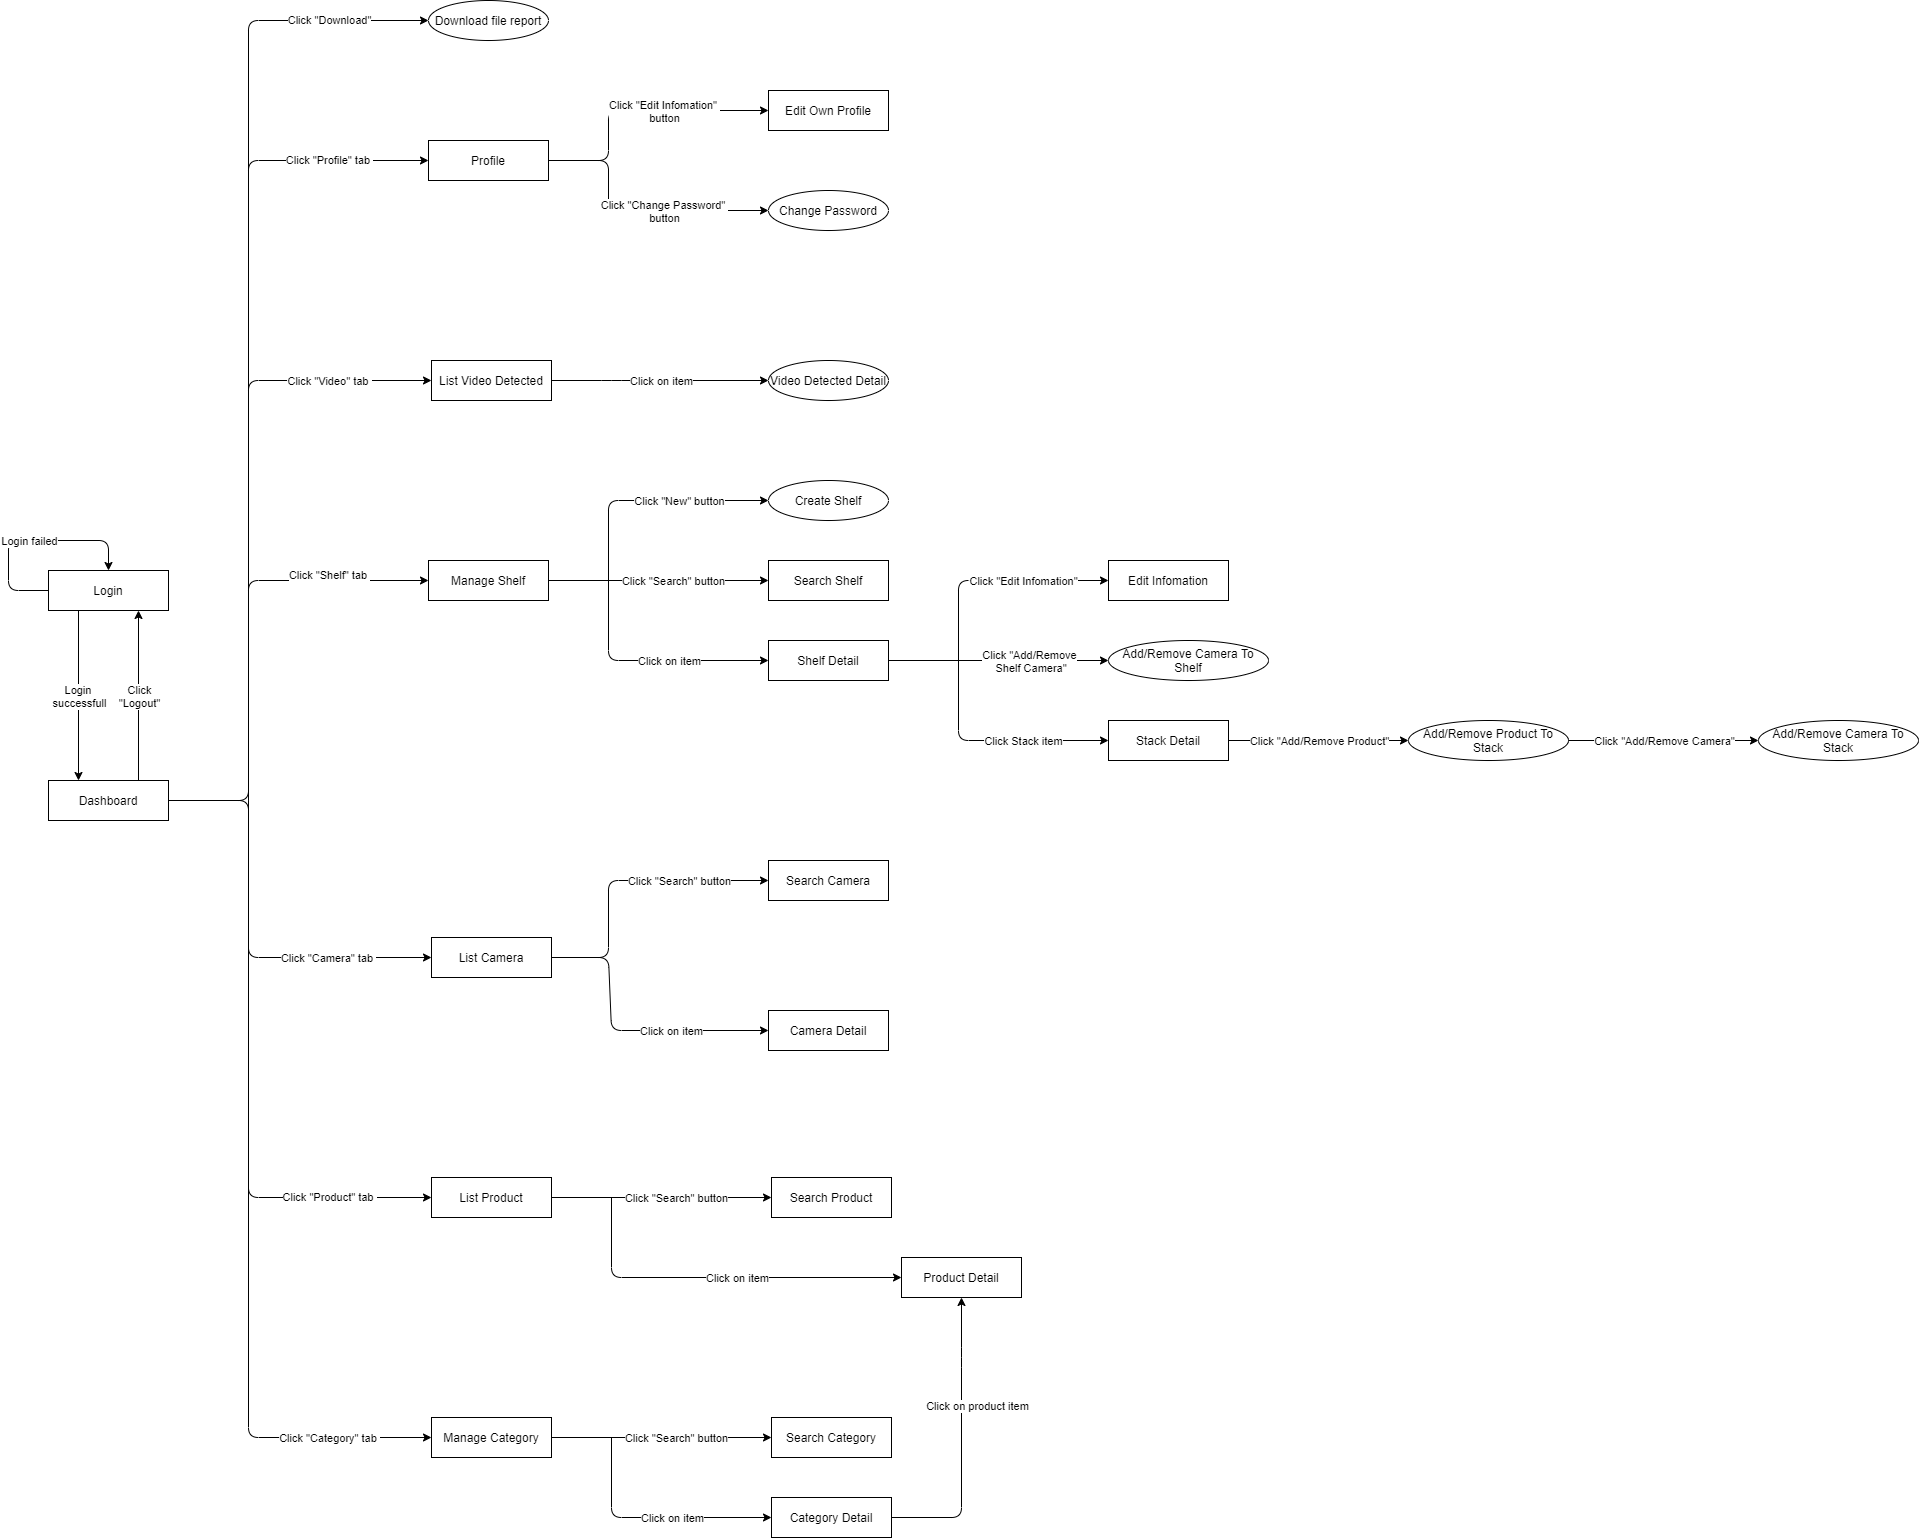 Click "Download"
Download file report
Click "Edit Infomation"
button
Edit Own Profile
Click "Profile" tab
Profile
Click "Change Password"
button
Change Password
Click "Video" tab
List Video Detected
Click on item
Video Detected Detail
Click "New" button
Create Shelf
Login failed
Login
Click "Shelf" tab
Manage Shelf
Click "Search" button
Search Shelf
Click "Edit Infomation"
Edit Infomation
Click on item
Shelf Detail
Click "Add/Remove
Shelf Camera"
Add/Remove Camera To
Shelf
Login
successfull
Click
"Logout"
Click Stack item
Stack Detail
Click "Add/Remove Product"
Add/Remove Product To
Stack
Click "Add/Remove Camera"
Add/Remove Camera To
Stack
Dashboard
Click "Search" button
Search Camera
Click "Camera" tab
List Camera
Click on item
Camera Detail
Click "Product" tab
List Product
Click "Search" button
Search Product
Click on item
Product Detail
Click on product item
Click "Category" tab
Manage Category
Click "Search" button
Search Category
Click on item
Category Detail